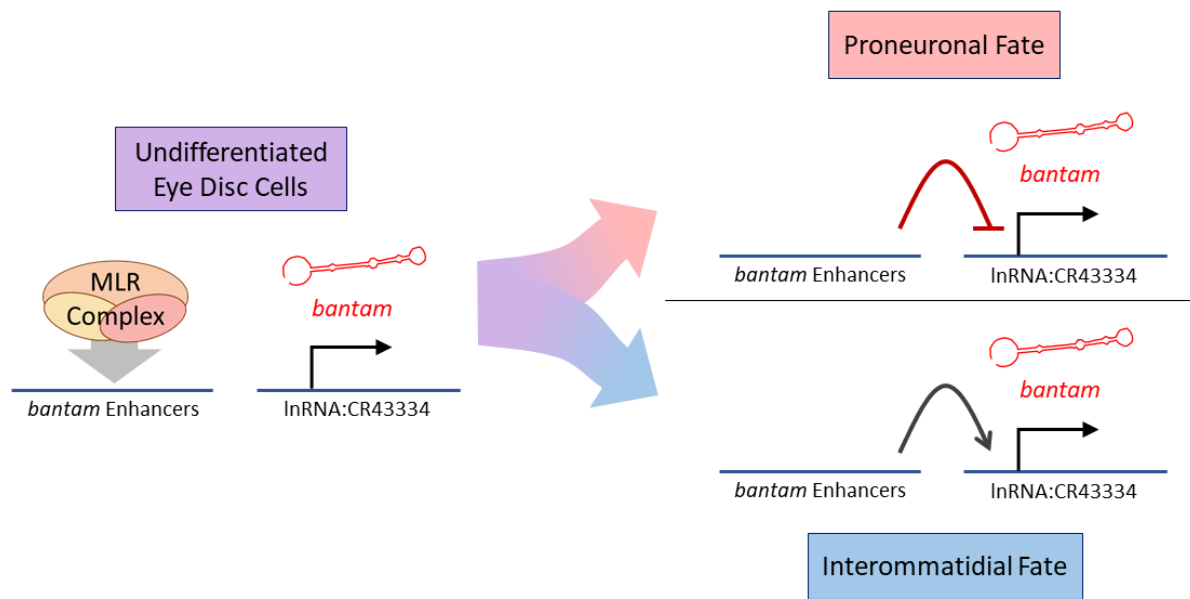 Undifferentiated
Eye Disc Cells
MLR
Complex
bantam
bantam Enhancers
lnRNA:CR43334
Proneuronal Fate
bantam
bantam Enhancers
lnRNA:CR43334
bantam
bantam Enhancers
lnRNA:CR43334
Interommatidial Fate